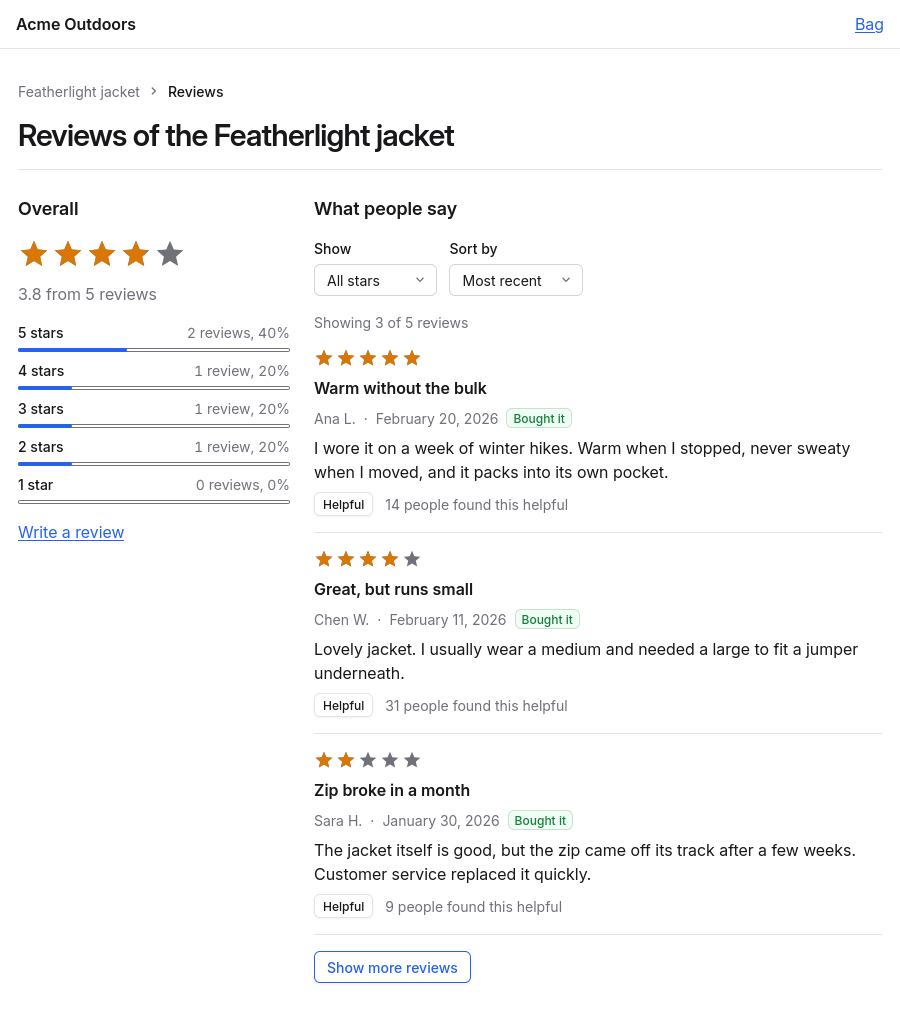 Acme Outdoors
Bag
Featherlight jacket
Reviews
Reviews of the Featherlight jacket
Overall
3.8 from 5 reviews
5 stars
2 reviews, 40%
4 stars
1 review, 20%
3 stars
1 review, 20%
2 stars
1 review, 20%
1 star
0 reviews, 0%
Write a review
What people say
Show
Sort by
All stars
Most recent
Showing 3 of 5 reviews
Warm without the bulk
Ana L. · February 20, 2026 Bought it
I wore it on a week of winter hikes. Warm when I stopped, never sweaty
when I moved, and it packs into its own pocket.
Helpful
14 people found this helpful
Great, but runs small
Chen W. · February 11, 2026 Bought it
Lovely jacket. I usually wear a medium and needed a large to fit a jumper
underneath.
Helpful
31 people found this helpful
Zip broke in a month
Sara H. · January 30, 2026 Bought it
The jacket itself is good, but the zip came off its track after a few weeks.
Customer service replaced it quickly.
Helpful
9 people found this helpful
Show more reviews